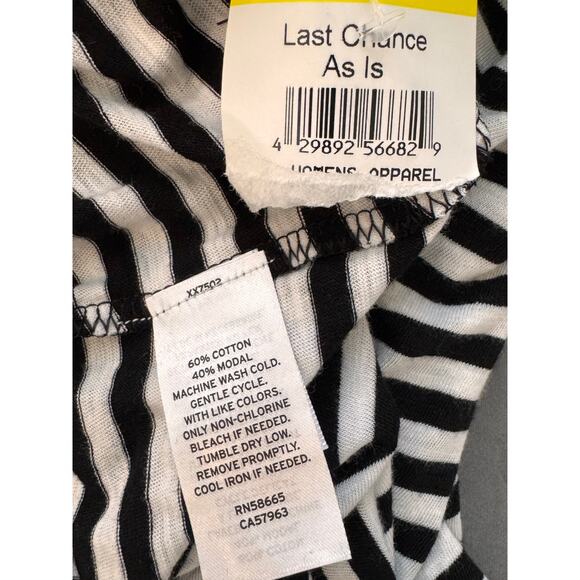 Last Chance
As Is
4 29892 56682 9
WOMENS APPAREL
XX7502
60% COTTON
40% MODAL
MACHINE WASH COLD.
GENTLE CYCLE.
WITH LIKE COLORS.
ONLY NON-CHLORINE
BLEACH IF NEEDED.
TUMBLE DRY LOW.
REMOVE PROMPTLY.
COOL IRON IF NEEDED.
RN58665
CA57963